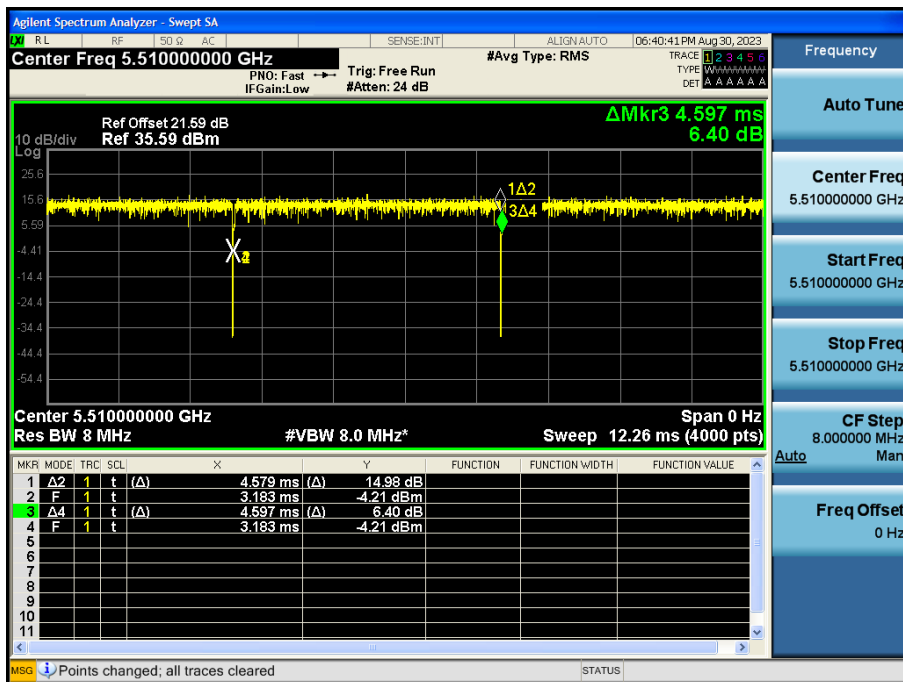 Agilent Spectrum Analyzer - Swept SA
LXI RL RF 50 Ω AC SENSE:INT ALIGN AUTO 06:40:41 PM Aug 30, 2023
Center Freq 5.510000000 GHz
PNO: Fast
IFGain:Low
Trig: Free Run
#Atten: 24 dB
#Avg Type: RMS
TRACE 1 2 3 4 5 6
TYPE W
DET A A A A A A
Ref Offset 21.59 dB
10 dB/div Ref 35.59 dBm
Log
ΔMkr3 4.597 ms
6.40 dB
25.6
15.6
5.59
-4.41
-14.4
-24.4
-34.4
-44.4
-54.4
1Δ2
3Δ4
Center 5.510000000 GHz Span 0 Hz
Res BW 8 MHz #VBW 8.0 MHz* Sweep 12.26 ms (4000 pts)
MKR MODE TRC SCL X Y FUNCTION FUNCTION WIDTH FUNCTION VALUE
1 Δ2 1 t (Δ) 4.579 ms (Δ) 14.98 dB
2 F 1 t 3.183 ms -4.21 dBm
3 Δ4 1 t (Δ) 4.597 ms (Δ) 6.40 dB
4 F 1 t 3.183 ms -4.21 dBm
5
6
7
8
9
10
11
MSG Points changed; all traces cleared STATUS
Frequency
Auto Tune
Center Freq
5.510000000 GHz
Start Freq
5.510000000 GHz
Stop Freq
5.510000000 GHz
CF Step
8.000000 MHz
Auto Man
Freq Offset
0 Hz